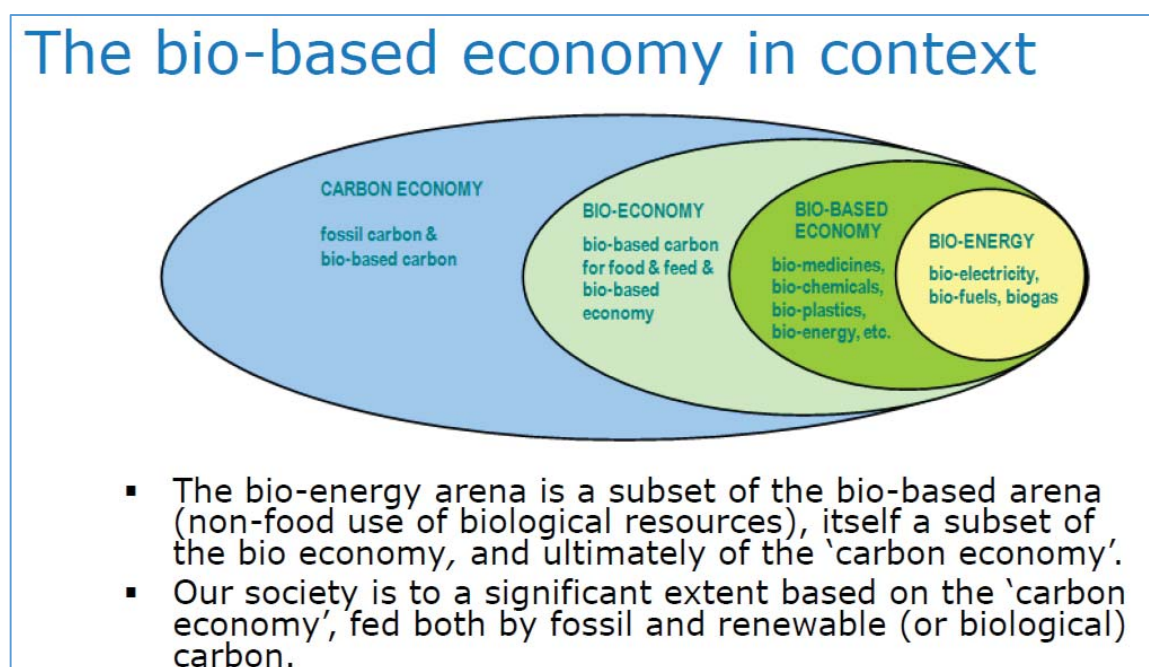 The bio-based economy in context
CARBON ECONOMY
fossil carbon &
bio-based carbon
BIO-ECONOMY
bio-based carbon
for food & feed &
bio-based
economy
BIO-BASED
ECONOMY
bio-medicines,
bio-chemicals,
bio-plastics,
bio-energy, etc.
BIO-ENERGY
bio-electricity,
bio-fuels, biogas
▪ The bio-energy arena is a subset of the bio-based arena
(non-food use of biological resources), itself a subset of
the bio economy, and ultimately of the ‘carbon economy’.
▪ Our society is to a significant extent based on the ‘carbon
economy’, fed both by fossil and renewable (or biological)
carbon.